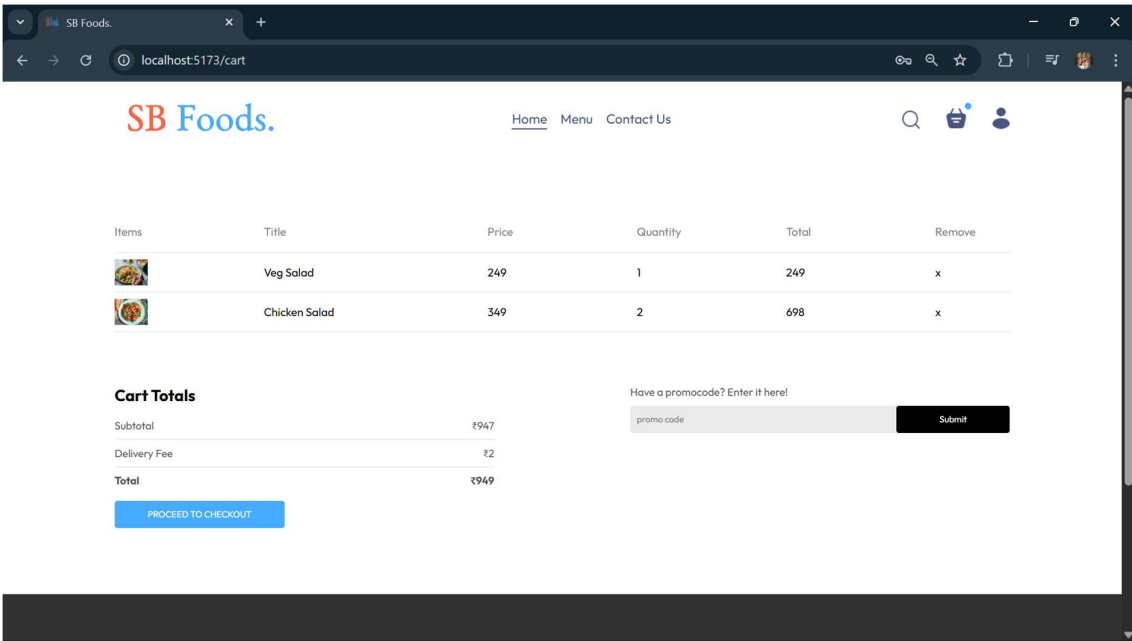 SB Foods.
localhost:5173/cart
SB Foods.
Home Menu Contact Us
Items Title Price Quantity Total Remove
Veg Salad 249 1 249 x
Chicken Salad 349 2 698 x
Cart Totals
Subtotal ₹947
Delivery Fee ₹2
Total ₹949
PROCEED TO CHECKOUT
Have a promocode? Enter it here!
promo code Submit